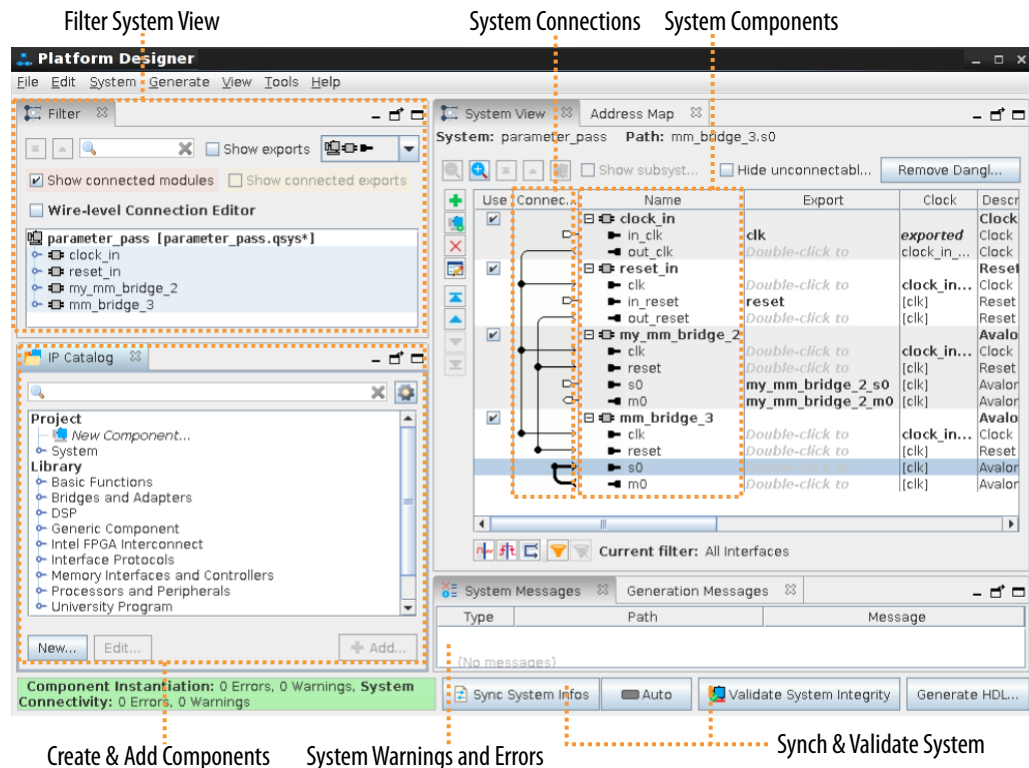 Filter System View
System Connections
System Components
Platform Designer
File Edit System Generate View Tools Help
Filter
Show exports
Show connected modules
Show connected exports
Wire-level Connection Editor
parameter_pass [parameter_pass.qsys*]
clock_in
reset_in
my_mm_bridge_2
mm_bridge_3
IP Catalog
Project
New Component...
System
Library
Basic Functions
Bridges and Adapters
DSP
Generic Component
Intel FPGA Interconnect
Interface Protocols
Memory Interfaces and Controllers
Processors and Peripherals
University Program
New... Edit... Add...
Component Instantiation: 0 Errors, 0 Warnings, System
Connectivity: 0 Errors, 0 Warnings
System View Address Map
System: parameter_pass Path: mm_bridge_3.s0
Show subsyst... Hide unconnectabl... Remove Dangl...
Use Connec... Name Export Clock Descr
clock_in Clock
in_clk clk exported Clock
out_clk Double-click to clock_in_... Clock
reset_in Reset
clk Double-click to clock_in... Clock
in_reset reset [clk] Reset
out_reset Double-click to [clk] Reset
my_mm_bridge_2 Avalo
clk Double-click to clock_in... Clock
reset Double-click to [clk] Reset
s0 my_mm_bridge_2_s0 [clk] Avalon
m0 my_mm_bridge_2_m0 [clk] Avalon
mm_bridge_3 Avalo
clk Double-click to clock_in... Clock
reset Double-click to [clk] Reset
s0 Double-click to [clk] Avalon
m0 Double-click to [clk] Avalon
Current filter: All Interfaces
System Messages Generation Messages
Type Path Message
(No messages)
Sync System Infos Auto Validate System Integrity Generate HDL...
Create & Add Components
System Warnings and Errors
Synch & Validate System